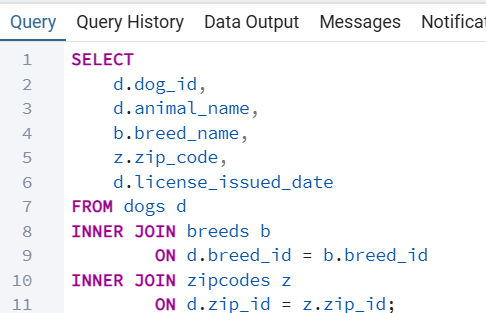 Query Query History Data Output Messages Notificat
1 SELECT
2 d.dog_id,
3 d.animal_name,
4 b.breed_name,
5 z.zip_code,
6 d.license_issued_date
7 FROM dogs d
8 INNER JOIN breeds b
9 ON d.breed_id = b.breed_id
10 INNER JOIN zipcodes z
11 ON d.zip_id = z.zip_id;